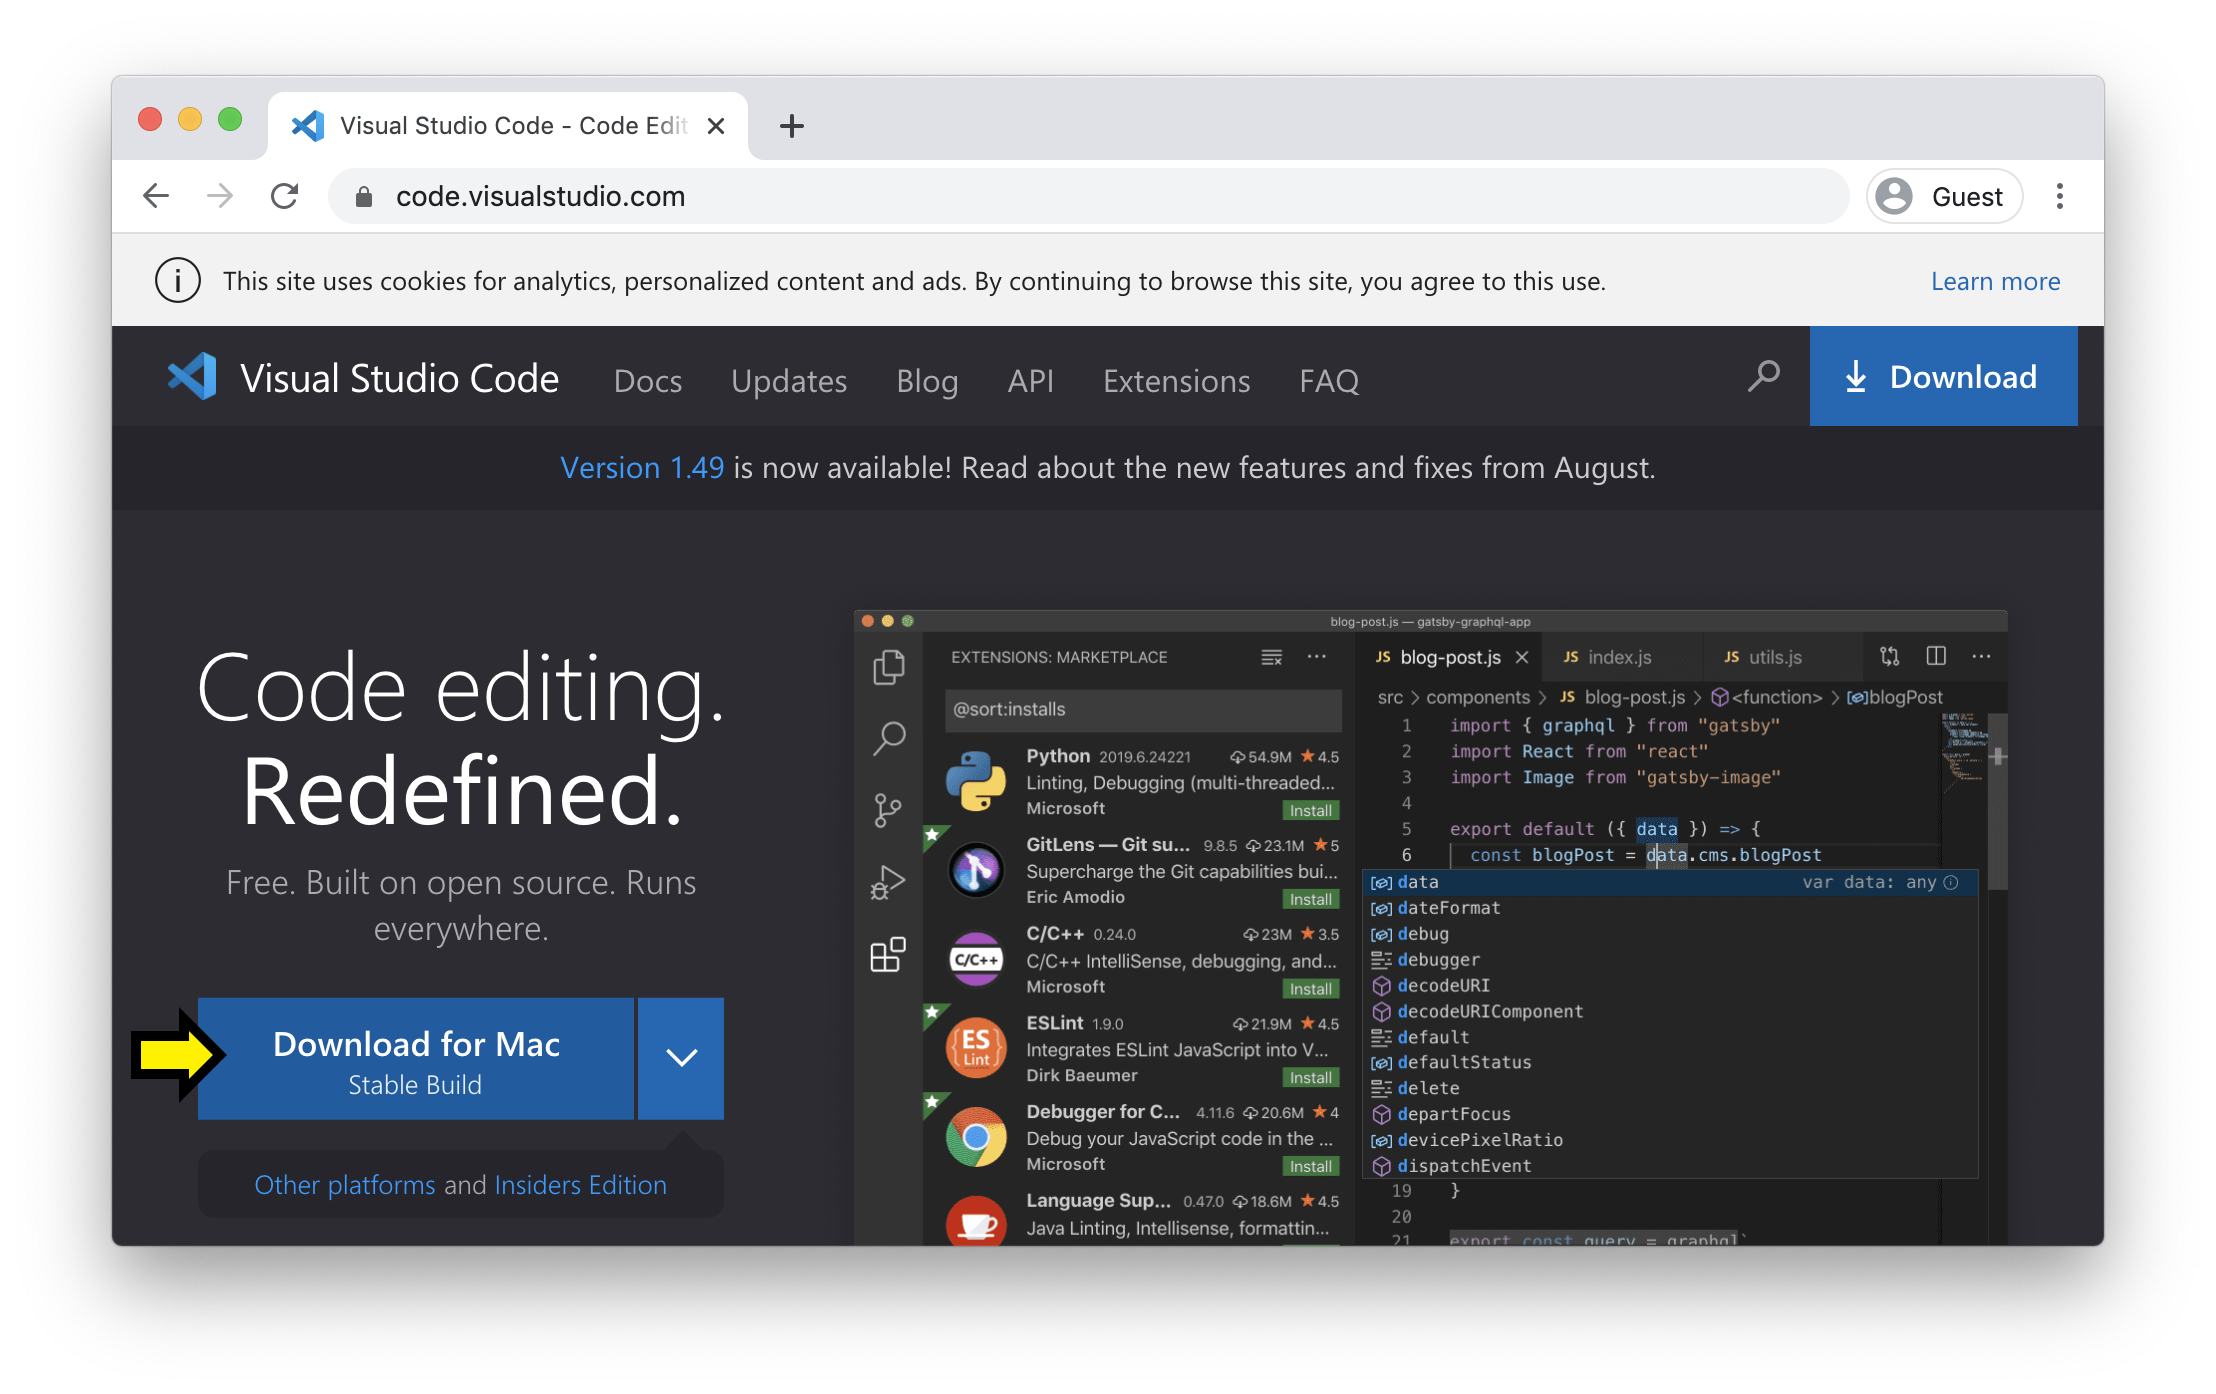 Visual Studio Code - Code Edit
code.visualstudio.com
Guest
This site uses cookies for analytics, personalized content and ads. By continuing to browse this site, you agree to this use.
Learn more
Visual Studio Code
Docs
Updates
Blog
API
Extensions
FAQ
Download
Version 1.49 is now available! Read about the new features and fixes from August.
Code editing.
Redefined.
Free. Built on open source. Runs
everywhere.
Download for Mac
Stable Build
Other platforms and Insiders Edition
blog-post.js — gatsby-graphql-app
EXTENSIONS: MARKETPLACE
@sort:installs
Python 2019.6.24221 54.9M 4.5
Linting, Debugging (multi-threaded...
Microsoft
Install
GitLens — Git su... 9.8.5 23.1M 5
Supercharge the Git capabilities bui...
Eric Amodio
Install
C/C++
C/C++ 0.24.0 23M 3.5
C/C++ IntelliSense, debugging, and...
Microsoft
Install
ES
Lint
ESLint 1.9.0 21.9M 4.5
Integrates ESLint JavaScript into V...
Dirk Baeumer
Install
Debugger for C... 4.11.6 20.6M 4
Debug your JavaScript code in the ...
Microsoft
Install
Language Sup... 0.47.0 18.6M 4.5
Java Linting, Intellisense, formattin...
JS blog-post.js
JS index.js
JS utils.js
src > components > JS blog-post.js > <function> > blogPost
1 import { graphql } from "gatsby"
2 import React from "react"
3 import Image from "gatsby-image"
4
5 export default ({ data }) => {
6 const blogPost = data.cms.blogPost
data var data: any
dateFormat
debug
debugger
decodeURI
decodeURIComponent
default
defaultStatus
delete
departFocus
devicePixelRatio
dispatchEvent
19 }
20
21 export const query = graphql`